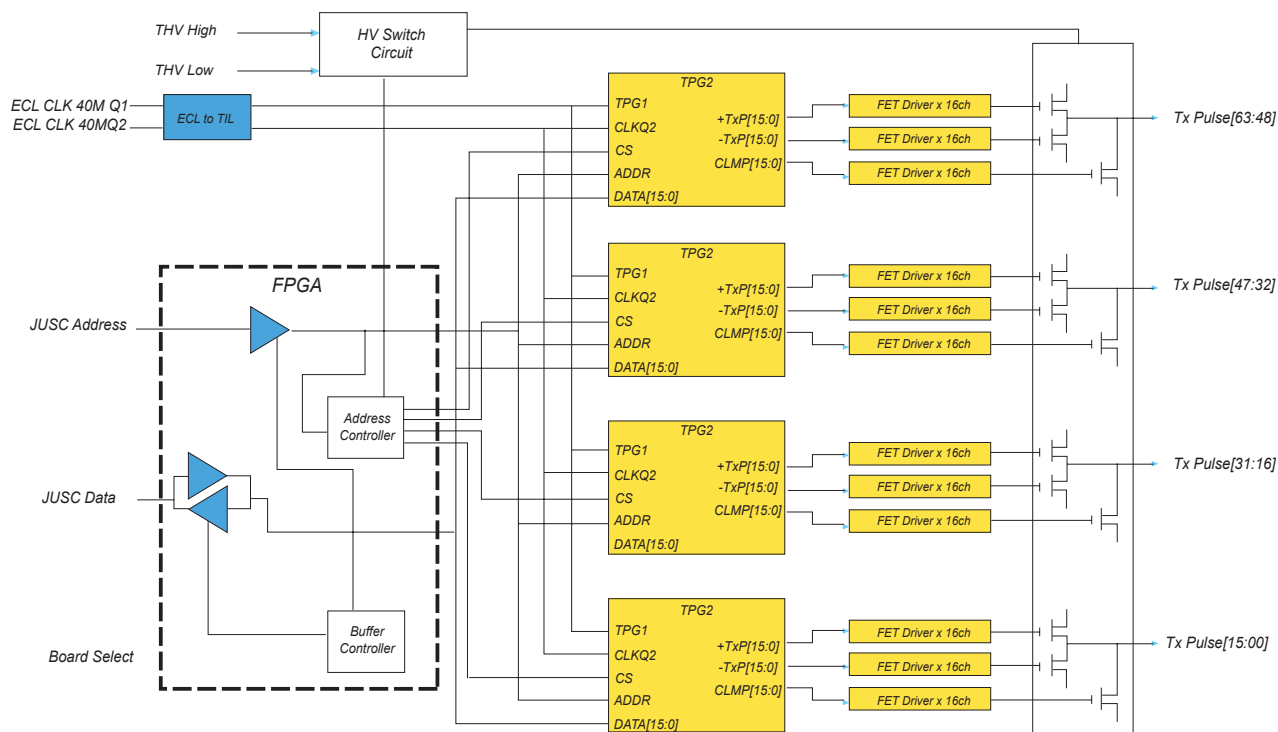 THV High
THV Low
HV Switch
Circuit
ECL CLK 40M Q1
ECL CLK 40MQ2
ECL to TIL
TPG2
TPG1
CLKQ2
CS
ADDR
DATA[15:0]
+TxP[15:0]
-TxP[15:0]
CLMP[15:0]
FET Driver x 16ch
FET Driver x 16ch
FET Driver x 16ch
Tx Pulse[63:48]
TPG2
TPG1
CLKQ2
CS
ADDR
DATA[15:0]
+TxP[15:0]
-TxP[15:0]
CLMP[15:0]
FET Driver x 16ch
FET Driver x 16ch
FET Driver x 16ch
Tx Pulse[47:32]
FPGA
JUSC Address
Address
Controller
JUSC Data
Buffer
Controller
Board Select
TPG2
TPG1
CLKQ2
CS
ADDR
DATA[15:0]
+TxP[15:0]
-TxP[15:0]
CLMP[15:0]
FET Driver x 16ch
FET Driver x 16ch
FET Driver x 16ch
Tx Pulse[31:16]
TPG2
TPG1
CLKQ2
CS
ADDR
DATA[15:0]
+TxP[15:0]
-TxP[15:0]
CLMP[15:0]
FET Driver x 16ch
FET Driver x 16ch
FET Driver x 16ch
Tx Pulse[15:00]